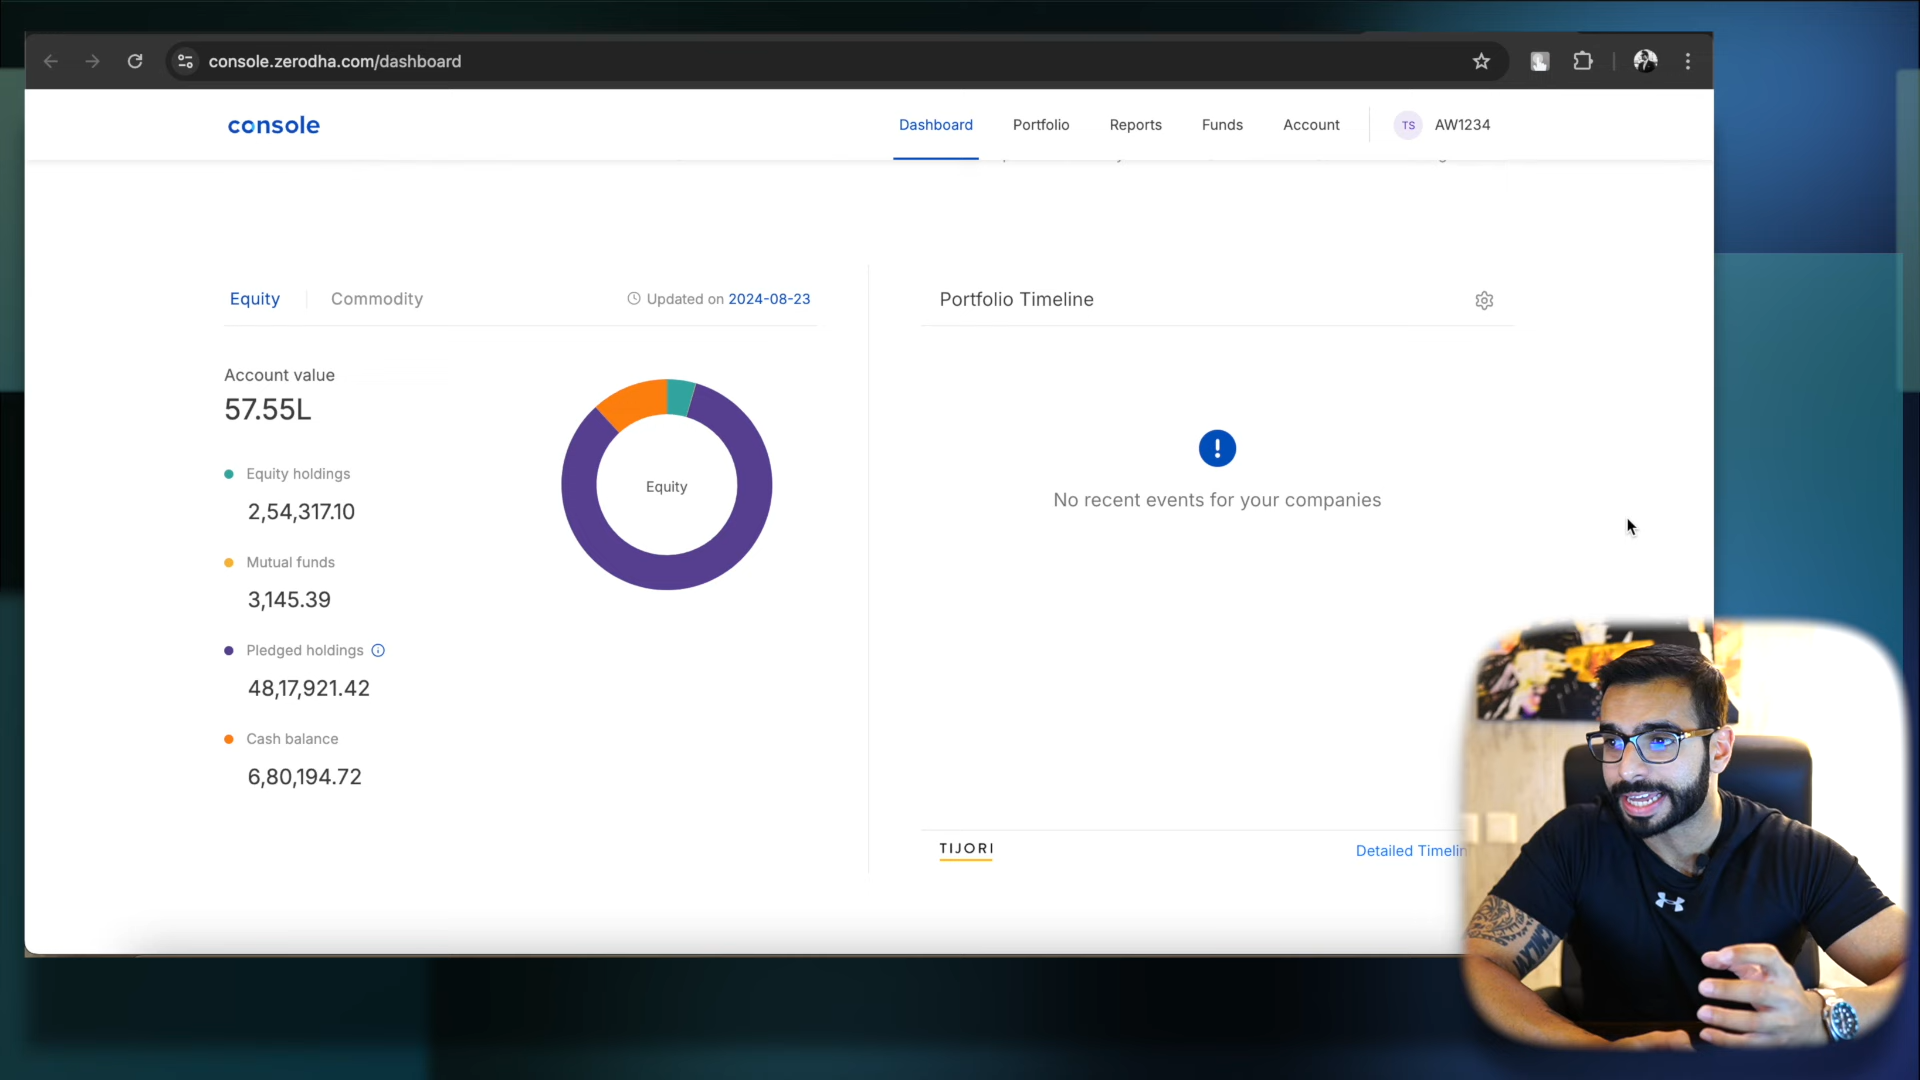 console.zerodha.com/dashboard
console
Dashboard
Portfolio
Reports
Funds
Account
TS
AW1234
Equity
Commodity
Updated on 2024-08-23
Portfolio Timeline
Account value
57.55L
Equity holdings
2,54,317.10
Mutual funds
3,145.39
Pledged holdings
48,17,921.42
Cash balance
6,80,194.72
Equity
No recent events for your companies
TIJORI
Detailed Timelin